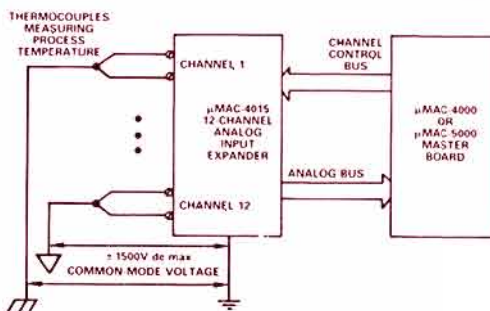 THERMOCOUPLES
MEASURING
PROCESS
TEMPERATURE
CHANNEL 1
CHANNEL 12
µMAC-4015
12 CHANNEL
ANALOG
INPUT
EXPANDER
CHANNEL
CONTROL
BUS
ANALOG BUS
µMAC-4000
OR
µMAC-5000
MASTER
BOARD
± 1500V dc max
COMMON-MODE VOLTAGE